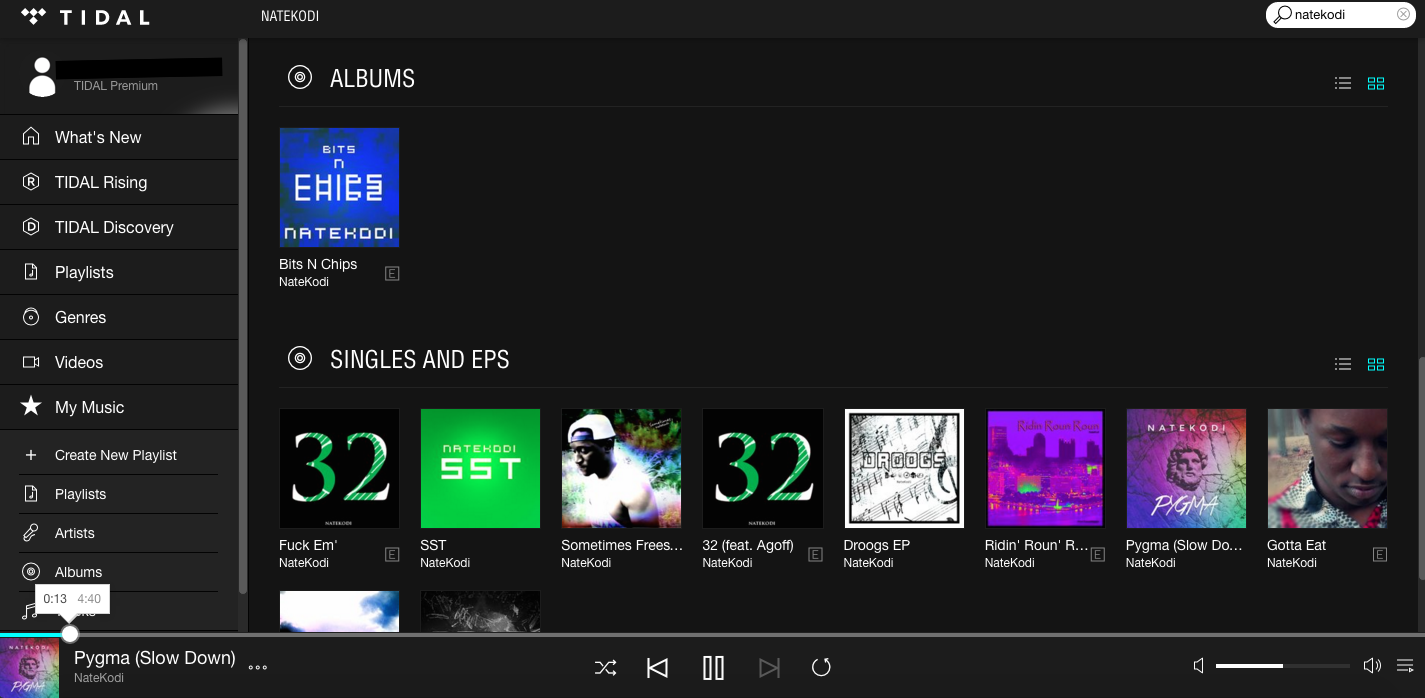 TIDAL
NATEKODI
natekodi
TIDAL Premium
What's New
TIDAL Rising
TIDAL Discovery
Playlists
Genres
Videos
My Music
Create New Playlist
Playlists
Artists
Albums
0:13 4:40
ALBUMS
BITS
N
CHIPS
NATEKODI
Bits N Chips
E
NateKodi
SINGLES AND EPS
32
NATEKODI
Fuck Em'
E
NateKodi
NATEKODI
SST
SST
NateKodi
Sometimes Frees...
NateKodi
32
NATEKODI
32 (feat. Agoff)
E
NateKodi
DROOGS
Droogs EP
NateKodi
Ridin Roun Roun
Ridin' Roun' R...
E
NateKodi
NATEKODI
PYGMA
Pygma (Slow Do...
NateKodi
Gotta Eat
E
NateKodi
NATEKODI
PYGMA
Pygma (Slow Down)
NateKodi